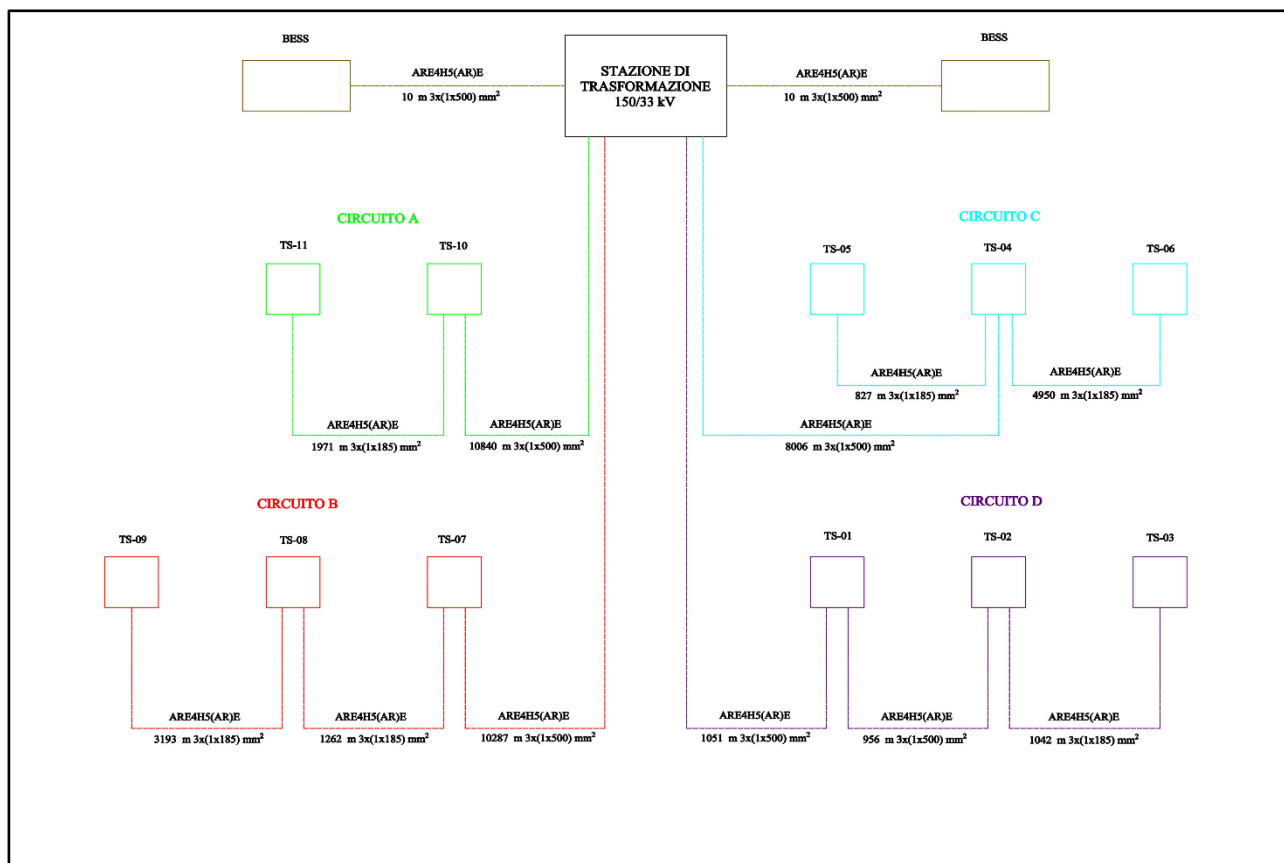 BESS
ARE4H5(AR)E
10 m 3x(1x500) mm²
STAZIONE DI
TRASFORMAZIONE
150/33 kV
ARE4H5(AR)E
10 m 3x(1x500) mm²
BESS
CIRCUITO A
TS-11
TS-10
ARE4H5(AR)E
1971 m 3x(1x185) mm²
ARE4H5(AR)E
10840 m 3x(1x500) mm²
CIRCUITO C
TS-05
TS-04
TS-06
ARE4H5(AR)E
827 m 3x(1x185) mm²
ARE4H5(AR)E
4950 m 3x(1x185) mm²
ARE4H5(AR)E
8006 m 3x(1x500) mm²
CIRCUITO B
TS-09
TS-08
TS-07
ARE4H5(AR)E
3193 m 3x(1x185) mm²
ARE4H5(AR)E
1262 m 3x(1x185) mm²
ARE4H5(AR)E
10287 m 3x(1x500) mm²
CIRCUITO D
TS-01
TS-02
TS-03
ARE4H5(AR)E
1051 m 3x(1x500) mm²
ARE4H5(AR)E
956 m 3x(1x500) mm²
ARE4H5(AR)E
1042 m 3x(1x185) mm²